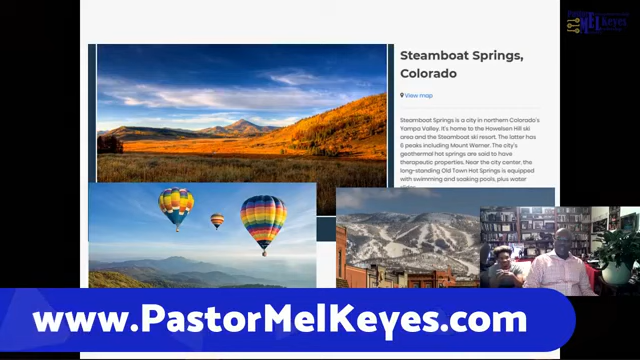 Steamboat Springs,
Colorado
View map
Steamboat Springs is a city in northern Colorado's
Yampa Valley. It's home to the Howelsen Hill ski
area and the Steamboat ski resort. The latter has
6 peaks including Mount Werner. The city's
geothermal hot springs are said to have
therapeutic properties. Near the city center, the
long-standing Old Town Hot Springs is equipped
with swimming and soaking pools, plus water
MEL Keyes
www.PastorMelKeyes.com